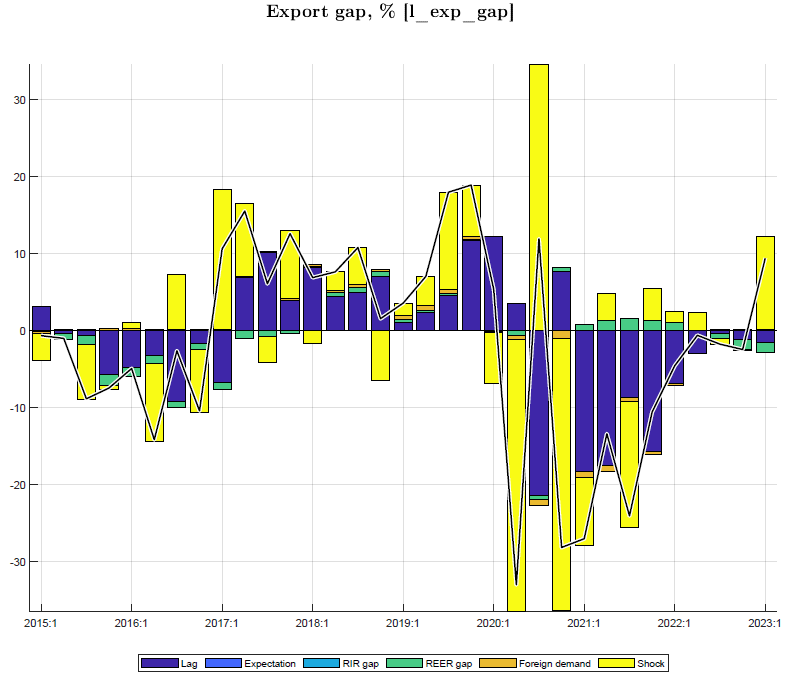 Export gap, % [l_exp_gap]
30
20
10
0
-10
-20
-30
2015:1 2016:1 2017:1 2018:1 2019:1 2020:1 2021:1 2022:1 2023:1
Lag Expectation RIR gap REER gap Foreign demand Shock